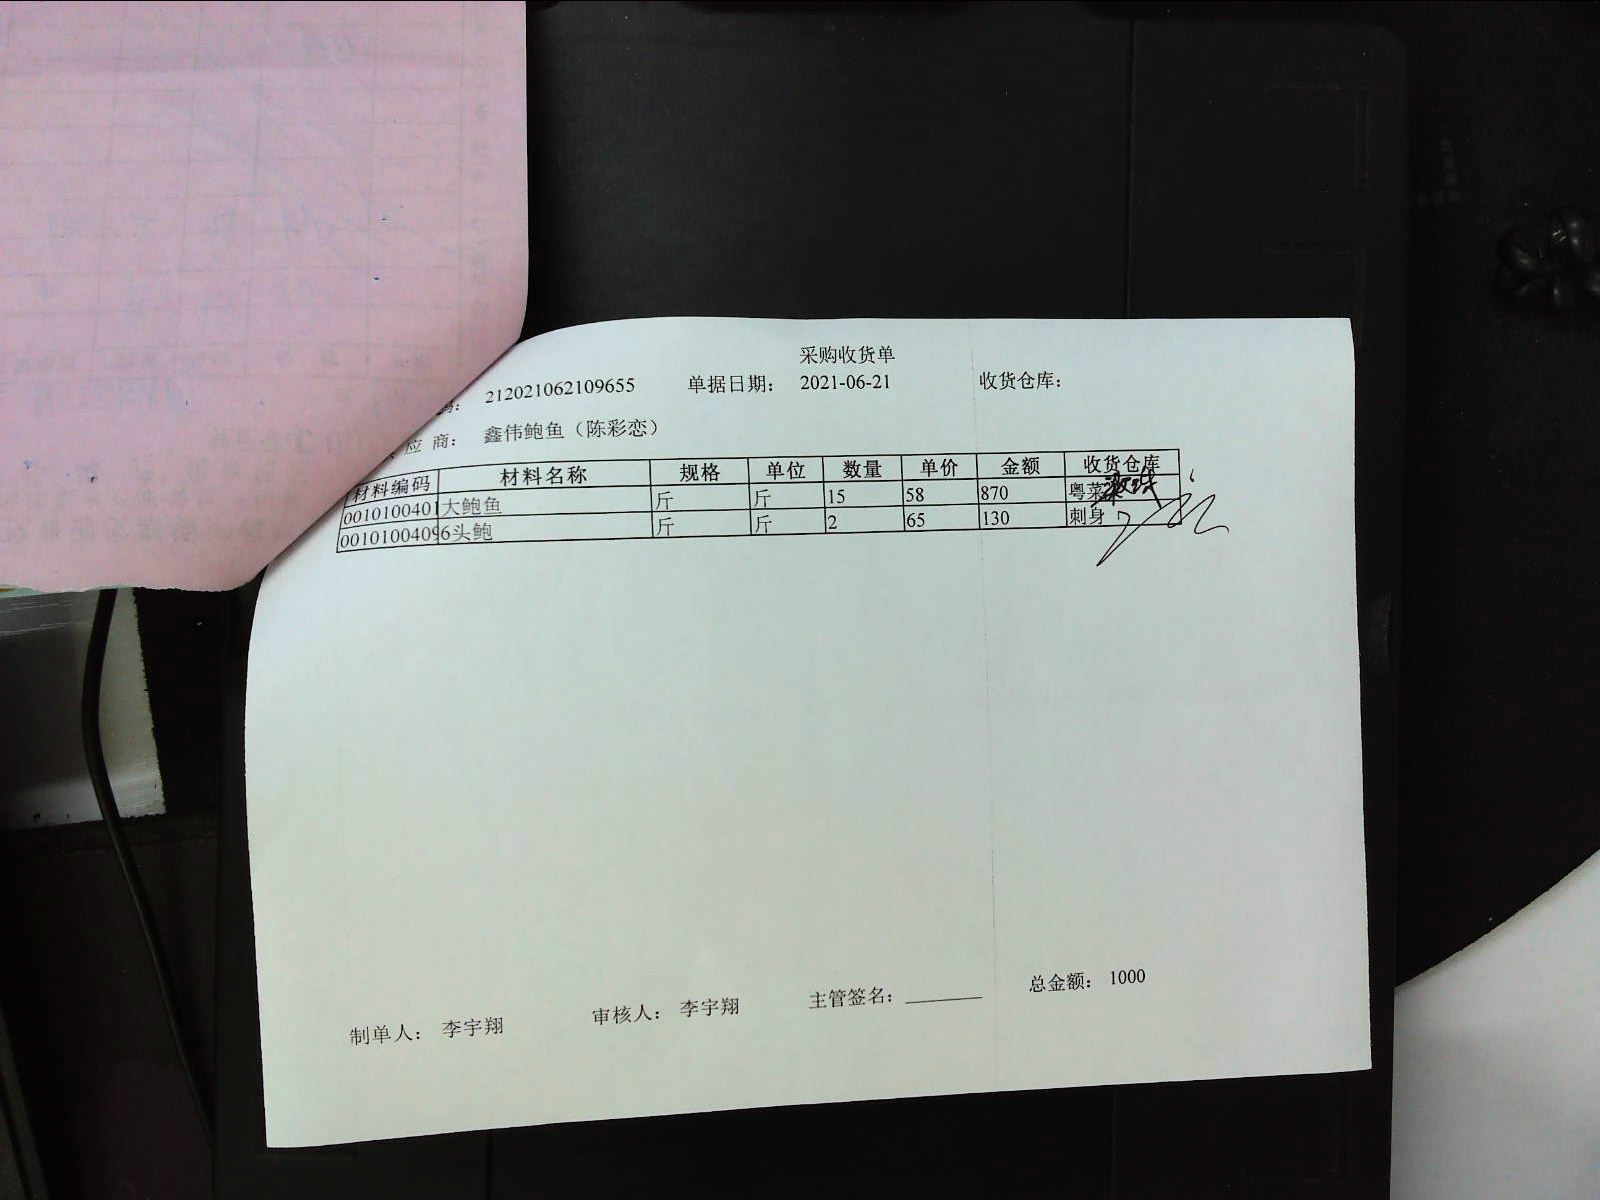 采购收货单
码： 212021062109655 单据日期： 2021-06-21 收货仓库：
应 商： 鑫伟鲍鱼（陈彩恋）
材料编码 材料名称 规格 单位 数量 单价 金额 收货仓库
0010100401 大鲍鱼 斤 斤 15 58 870 粤菜
0010100409 6头鲍 斤 斤 2 65 130 刺身
制单人： 李宇翔 审核人： 李宇翔 主管签名： 总金额： 1000